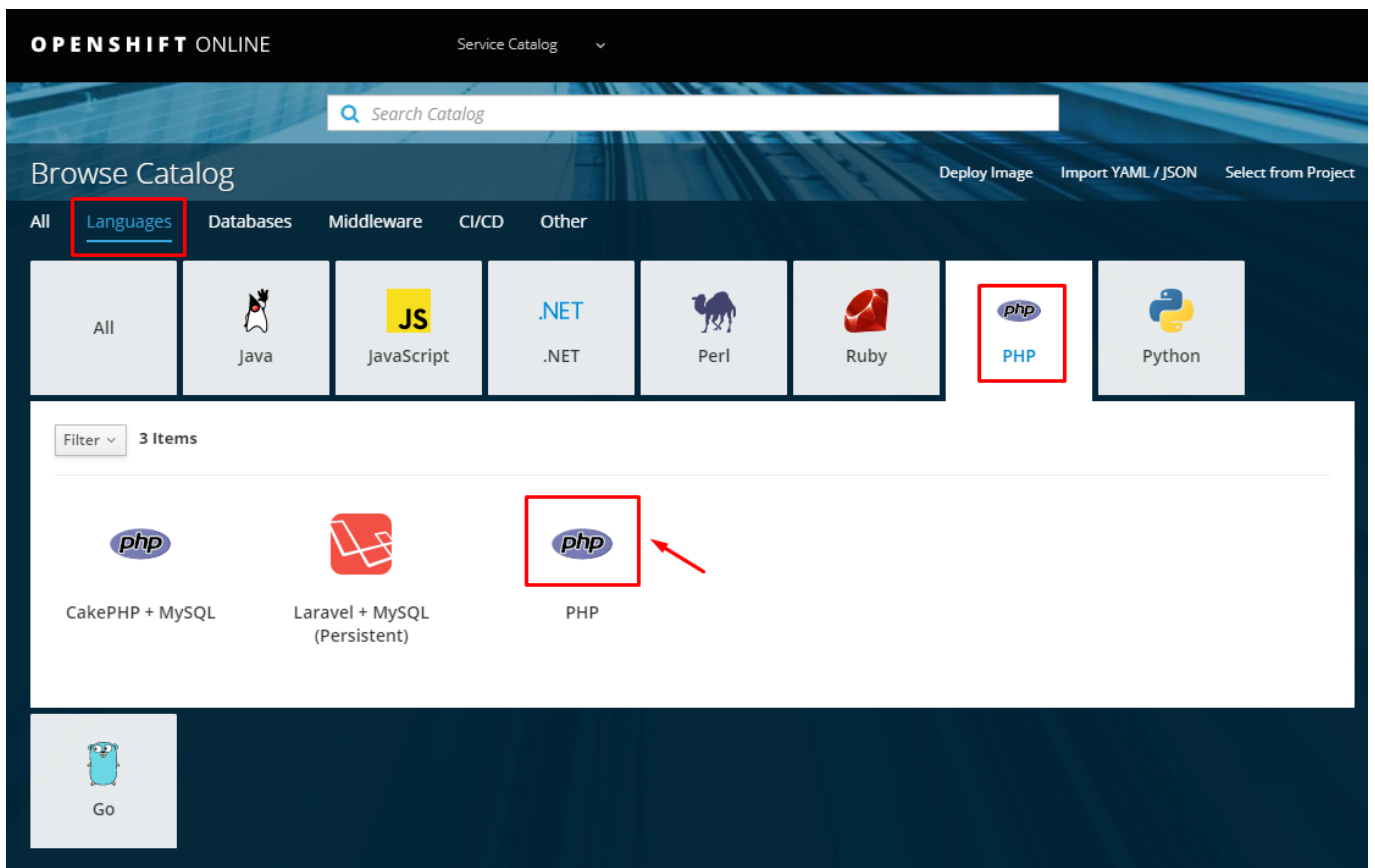 OPENSHIFT ONLINE
Service Catalog
Search Catalog
Browse Catalog
Deploy Image
Import YAML / JSON
Select from Project
All
Languages
Databases
Middleware
CI/CD
Other
All
Java
JS
JavaScript
.NET
.NET
Perl
Ruby
php
PHP
Python
Filter
3 Items
php
CakePHP + MySQL
Laravel + MySQL
(Persistent)
php
PHP
Go